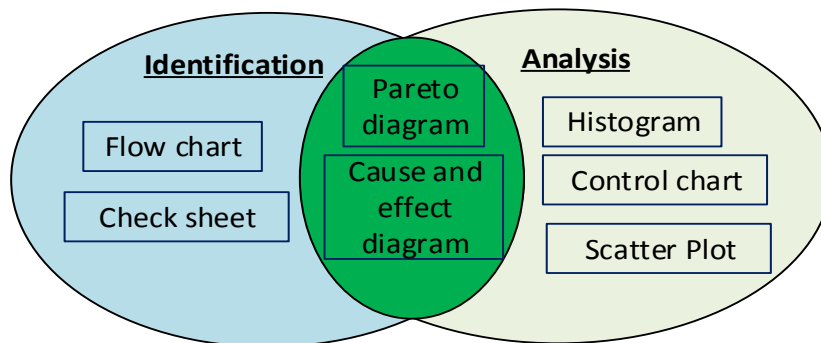 Identification
Flow chart
Check sheet
Pareto
diagram
Cause and
effect
diagram
Analysis
Histogram
Control chart
Scatter Plot